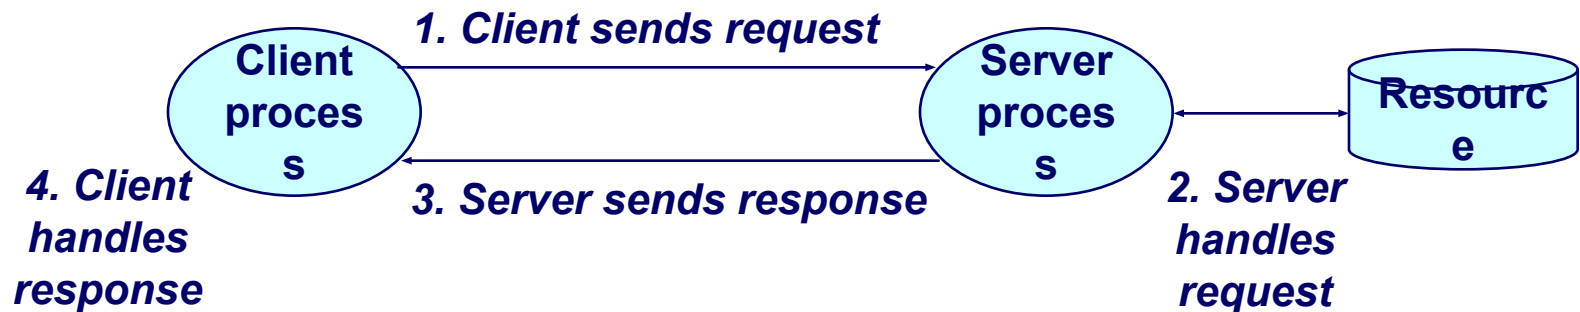 1. Client sends request
Client
proces
s
Server
proces
s
Resourc
e
3. Server sends response
4. Client
handles
response
2. Server
handles
request